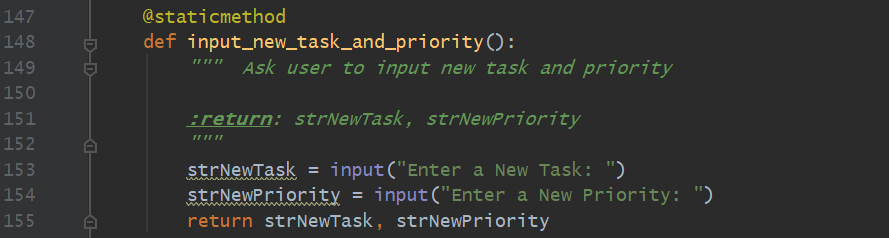 147 @staticmethod
148 def input_new_task_and_priority():
149 """ Ask user to input new task and priority
150
151 :return: strNewTask, strNewPriority
152 """
153 strNewTask = input("Enter a New Task: ")
154 strNewPriority = input("Enter a New Priority: ")
155 return strNewTask, strNewPriority